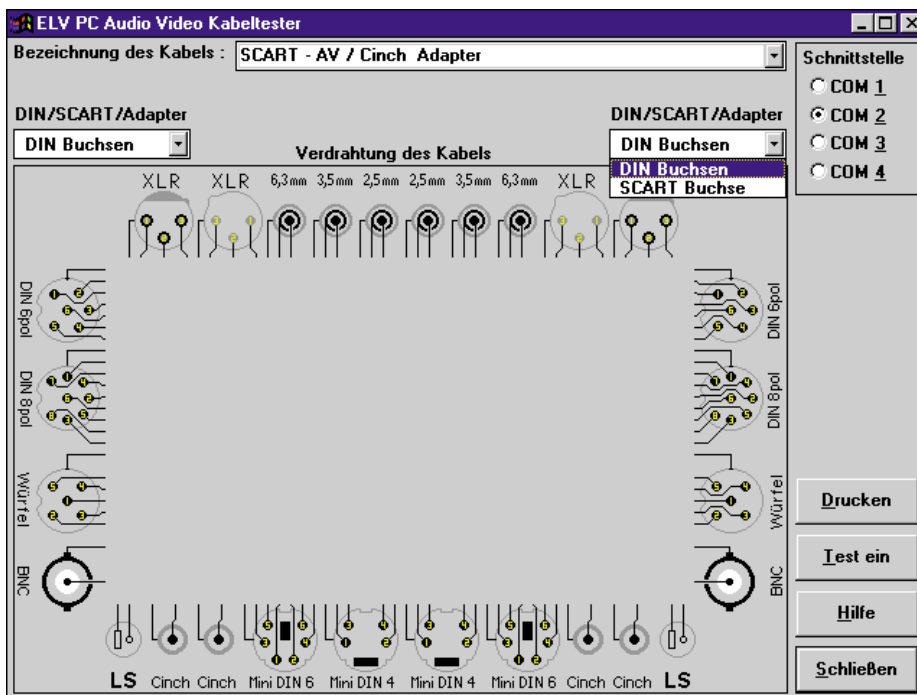 ELV PC Audio Video Kabeltester
Bezeichnung des Kabels :
SCART - AV / Cinch Adapter
Schnittstelle
COM 1
COM 2
COM 3
COM 4
DIN/SCART/Adapter
DIN/SCART/Adapter
DIN Buchsen
DIN Buchsen
DIN Buchsen
SCART Buchse
Verdrahtung des Kabels
XLR XLR 6,3mm 3,5mm 2,5mm 2,5mm 3,5mm 6,3mm XLR
DIN 6pol
DIN 6pol
DIN 8pol
DIN 8pol
Würfel
Würfel
BNC
BNC
LS Cinch Cinch Mini DIN 6 Mini DIN 4 Mini DIN 4 Mini DIN 6 Cinch Cinch LS
Drucken
Test ein
Hilfe
Schließen